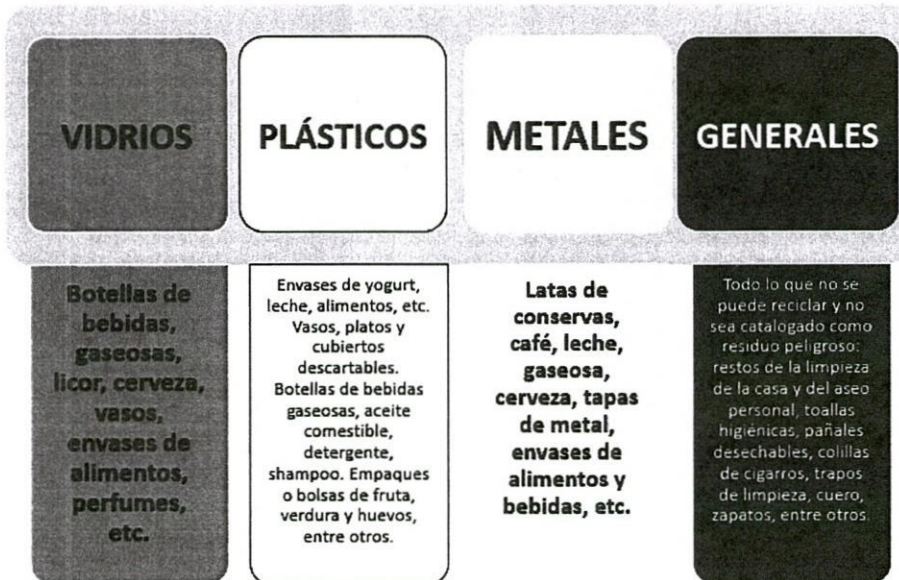 VIDRIOS
PLÁSTICOS
METALES
GENERALES
Botellas de
bebidas,
gaseosas,
licor, cerveza,
vasos,
envases de
alimentos,
perfumes,
etc.
Envases de yogurt,
leche, alimentos, etc.
Vasos, platos y
cubiertos
descartables.
Botellas de bebidas
gaseosas, aceite
comestible,
detergente,
shampoo. Empaques
o bolsas de fruta,
verdura y huevos,
entre otros.
Latas de
conservas,
café, leche,
gaseosa,
cerveza, tapas
de metal,
envases de
alimentos y
bebidas, etc.
Todo lo que no se
puede reciclar y no
sea catalogado como
residuo peligroso:
restos de la limpieza
de la casa y del aseo
personal, toallas
higiénicas, pañales
desechables, colillas
de cigarros, trapos
de limpieza, cuero,
zapatos, entre otros.